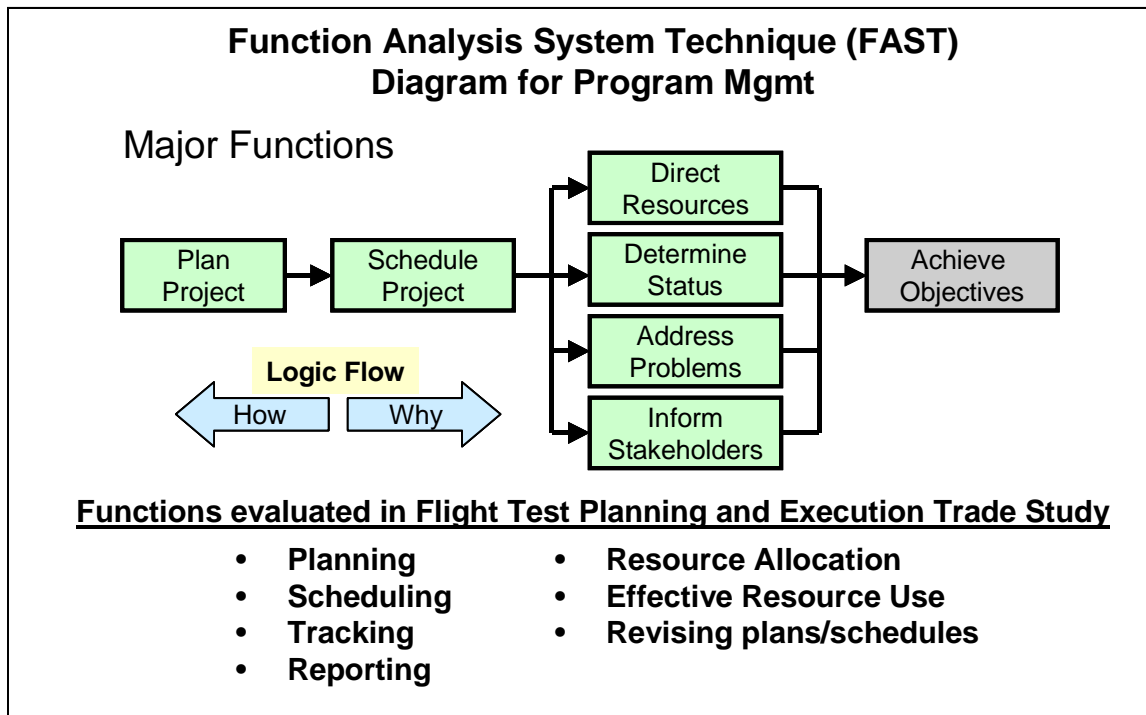 Function Analysis System Technique (FAST)
Diagram for Program Mgmt
Major Functions
Plan
Project
Schedule
Project
Direct
Resources
Determine
Status
Address
Problems
Inform
Stakeholders
Achieve
Objectives
Logic Flow
How
Why
Functions evaluated in Flight Test Planning and Execution Trade Study
• Planning
• Scheduling
• Tracking
• Reporting
• Resource Allocation
• Effective Resource Use
• Revising plans/schedules